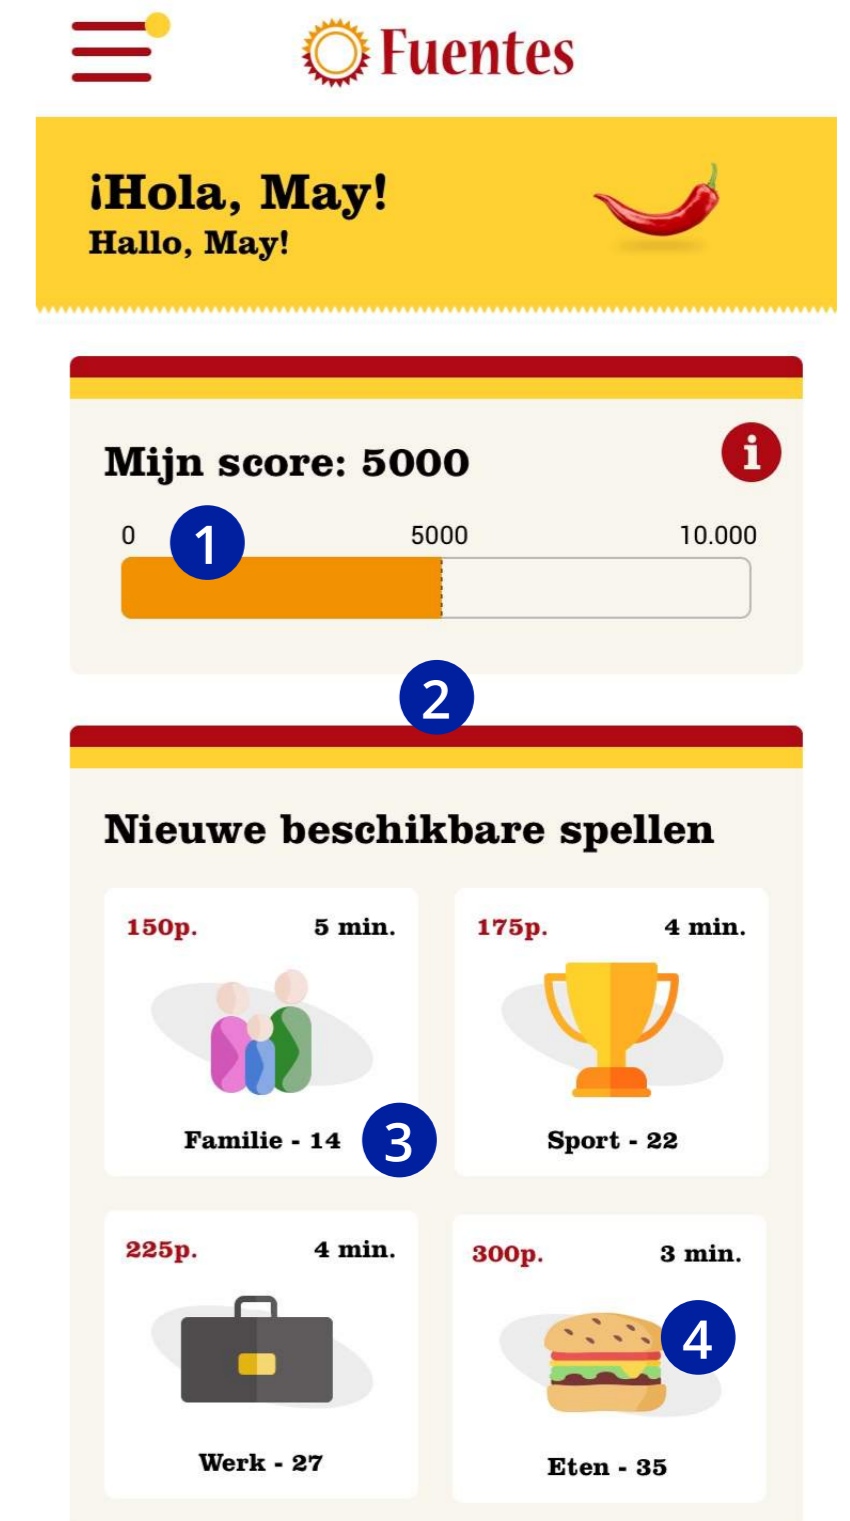 Fuentes
¡Hola, May!
Hallo, May!
Mijn score: 5000
i
0 5000 10.000
1
2
Nieuwe beschikbare spellen
150p. 5 min. 175p. 4 min.
Familie - 14 3 Sport - 22
225p. 4 min. 300p. 3 min.
4
Werk - 27 Eten - 35